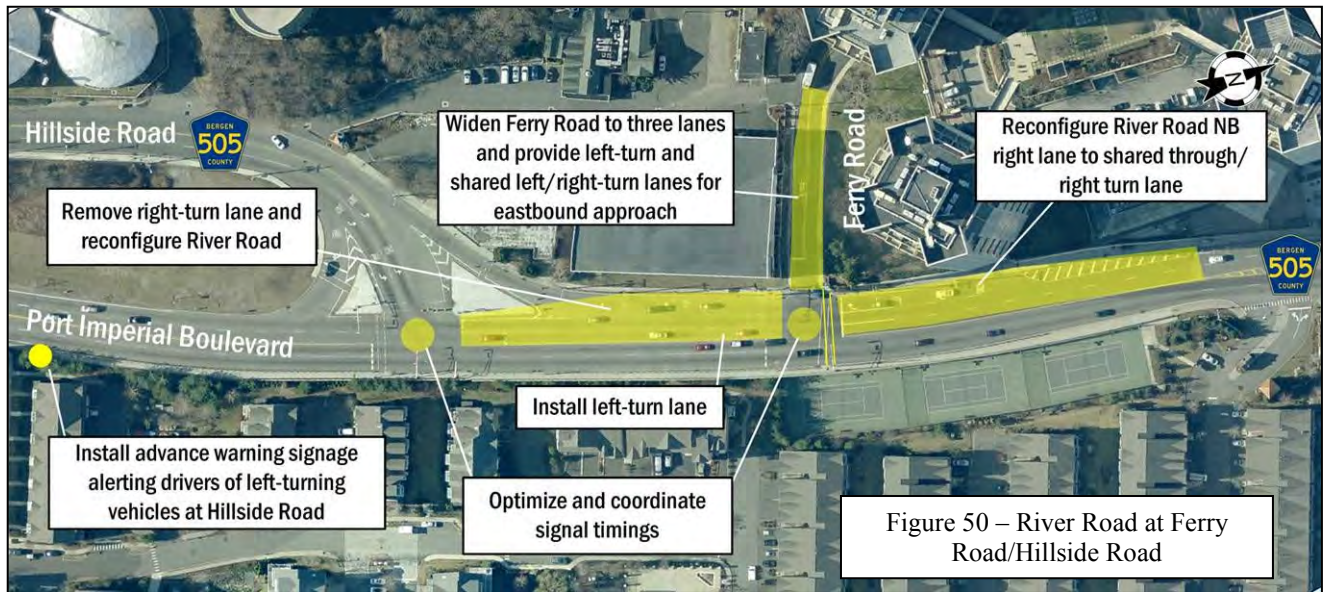 Hillside Road
BERGEN
505
COUNTY
Widen Ferry Road to three lanes
and provide left-turn and
shared left/right-turn lanes for
eastbound approach
Ferry Road
N
Reconfigure River Road NB
right lane to shared through/
right turn lane
Remove right-turn lane and
reconfigure River Road
BERGEN
505
COUNTY
Port Imperial Boulevard
Install left-turn lane
Install advance warning signage
alerting drivers of left-turning
vehicles at Hillside Road
Optimize and coordinate
signal timings
Figure 50 – River Road at Ferry
Road/Hillside Road